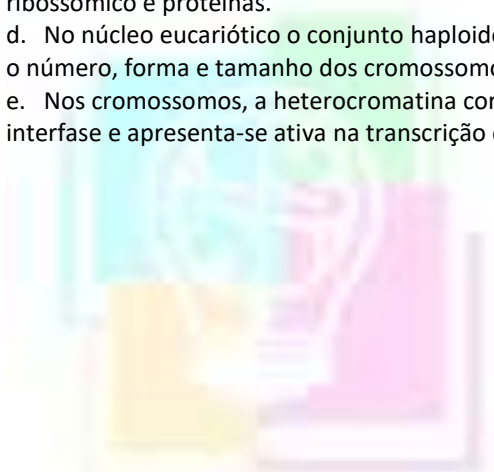 ribossômico e proteínas.
d. No núcleo eucariótico o conjunto haploide
o número, forma e tamanho dos cromossomo
e. Nos cromossomos, a heterocromatina
interfase e apresenta-se ativa na transcrição